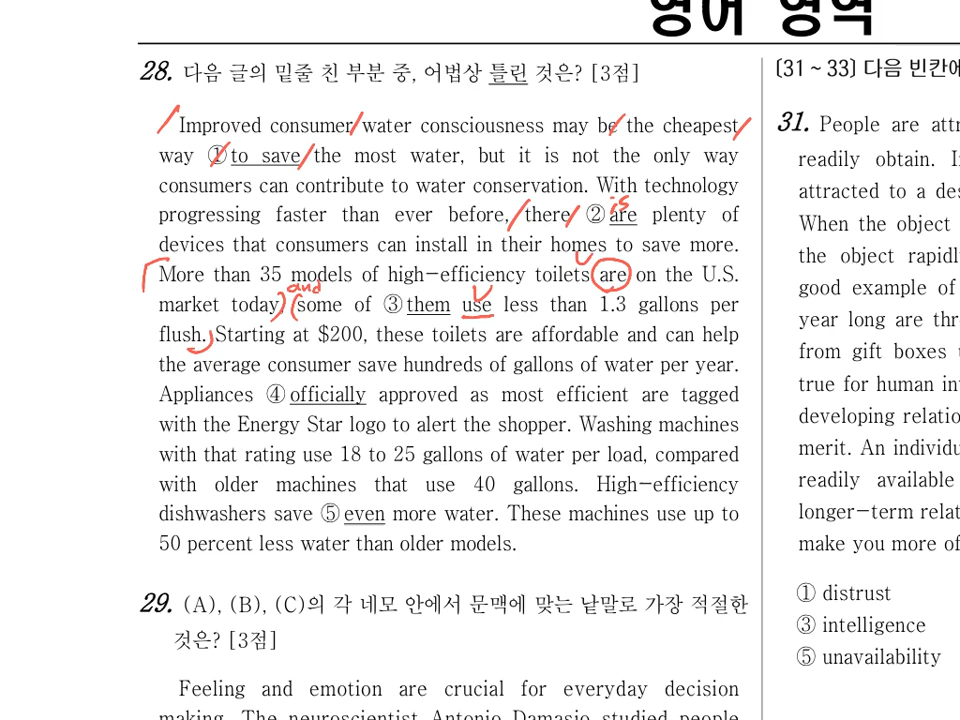 영어 영역
28. 다음 글의 밑줄 친 부분 중, 어법상 틀린 것은? [3점]
Improved consumer water consciousness may be the cheapest
way ① to save the most water, but it is not the only way
consumers can contribute to water conservation. With technology
progressing faster than ever before, there ② are plenty of
is
devices that consumers can install in their homes to save more.
More than 35 models of high-efficiency toilets are on the U.S.
and
market today, some of ③ them use less than 1.3 gallons per
flush. Starting at $200, these toilets are affordable and can help
the average consumer save hundreds of gallons of water per year.
Appliances ④ officially approved as most efficient are tagged
with the Energy Star logo to alert the shopper. Washing machines
with that rating use 18 to 25 gallons of water per load, compared
with older machines that use 40 gallons. High-efficiency
dishwashers save ⑤ even more water. These machines use up to
50 percent less water than older models.
29. (A), (B), (C)의 각 네모 안에서 문맥에 맞는 낱말로 가장 적절한
것은? [3점]
Feeling and emotion are crucial for everyday decision
making. The neuroscientist Antonio Damasio studied people
[31 ~ 33] 다음 빈칸에
31. People are attr
readily obtain. I
attracted to a des
When the object
the object rapidl
good example of
year long are thr
from gift boxes
true for human in
developing relatio
merit. An individu
readily available
longer-term relat
make you more of
① distrust
③ intelligence
⑤ unavailability